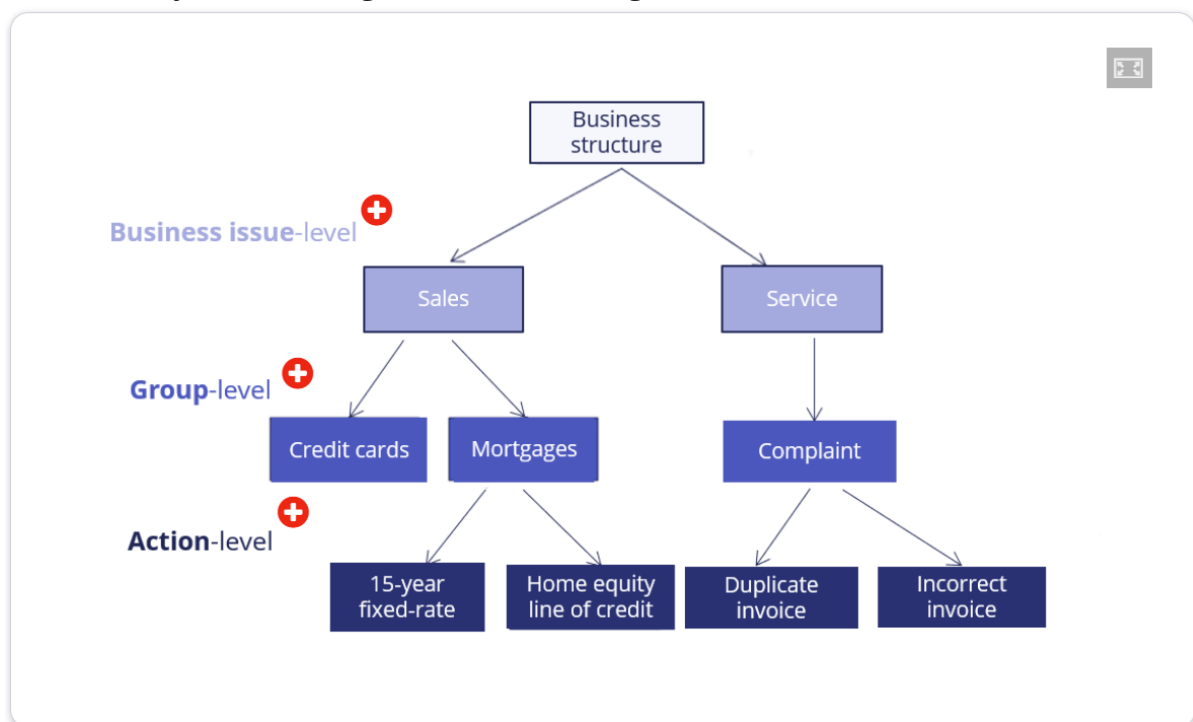 Business
structure
Business issue-level
Sales
Service
Group-level
Credit cards
Mortgages
Complaint
Action-level
15-year
fixed-rate
Home equity
line of credit
Duplicate
invoice
Incorrect
invoice